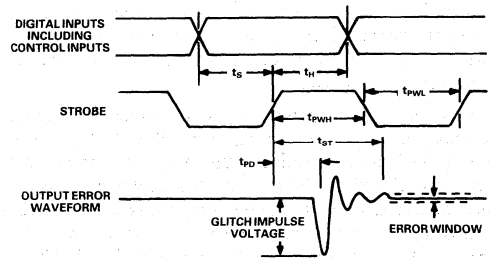 DIGITAL INPUTS
INCLUDING
CONTROL INPUTS
tS
tH
tPWL
STROBE
tPWH
tST
tPD
OUTPUT ERROR
WAVEFORM
GLITCH IMPULSE
VOLTAGE
ERROR WINDOW